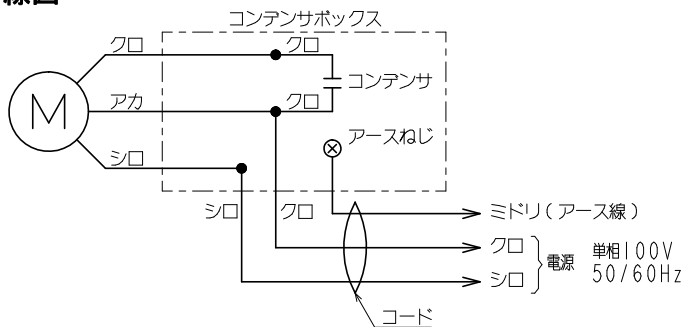 コンデンサボックス
クロ
クロ
コンデンサ
M
アカ
クロ
アースねじ
シロ
シロ
クロ
ミドリ(アース線)
クロ
電源
単相100V
50/60Hz
シロ
コード